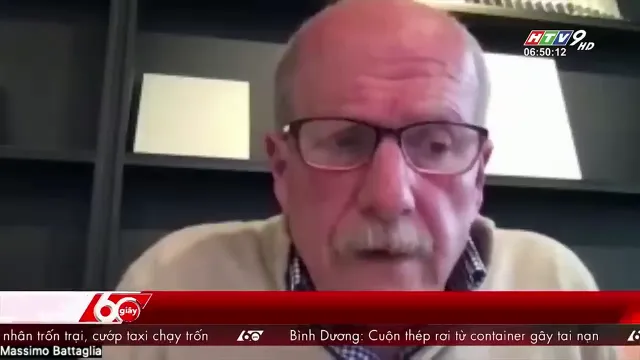 HTV9 HD
06:50:12
60 giây
nhân trốn trại, cướp taxi chạy trốn 60 Bình Dương: Cuộn thép rơi từ container gây tai nạn
Massimo Battaglia